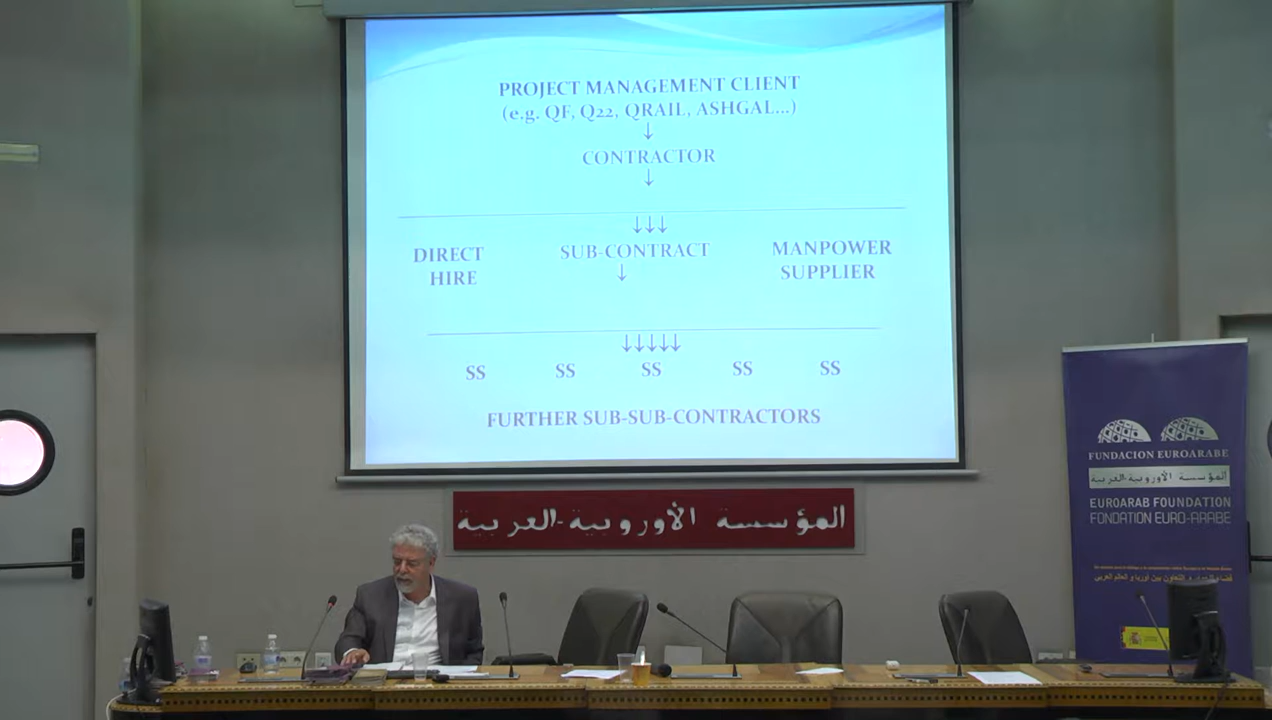 PROJECT MANAGEMENT CLIENT
(e.g. QF, Q22, QRAIL, ASHGAL...)
↓
CONTRACTOR
↓
↓↓↓
DIRECT HIRE
SUB-CONTRACT
↓
MANPOWER SUPPLIER
↓↓↓↓↓
SS SS SS SS SS
FURTHER SUB-SUB-CONTRACTORS
المؤسسة الأوروبية-العربية
FUNDACION EUROARABE
المؤسسة الأوروبية-العربية
EUROARAB FOUNDATION
FONDATION EURO-ARABE